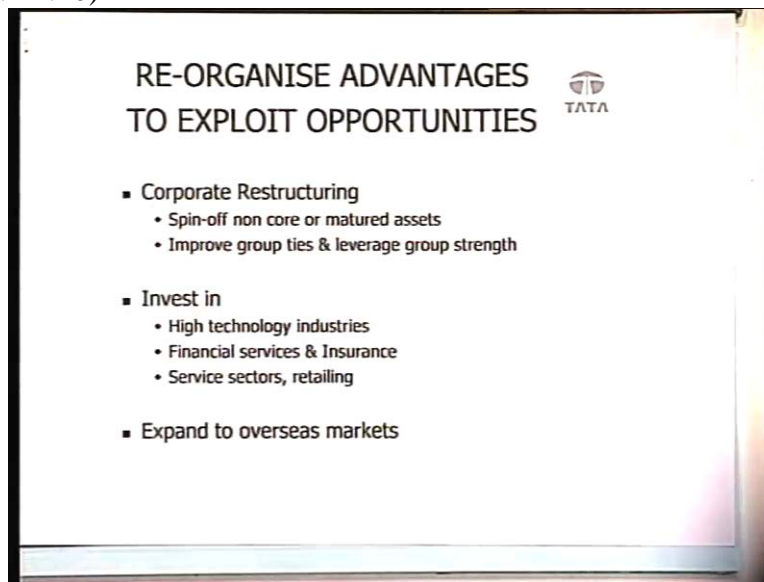 RE-ORGANISE ADVANTAGES
TO EXPLOIT OPPORTUNITIES
TATA
▪ Corporate Restructuring
• Spin-off non core or matured assets
• Improve group ties & leverage group strength
▪ Invest in
• High technology industries
• Financial services & Insurance
• Service sectors, retailing
▪ Expand to overseas markets